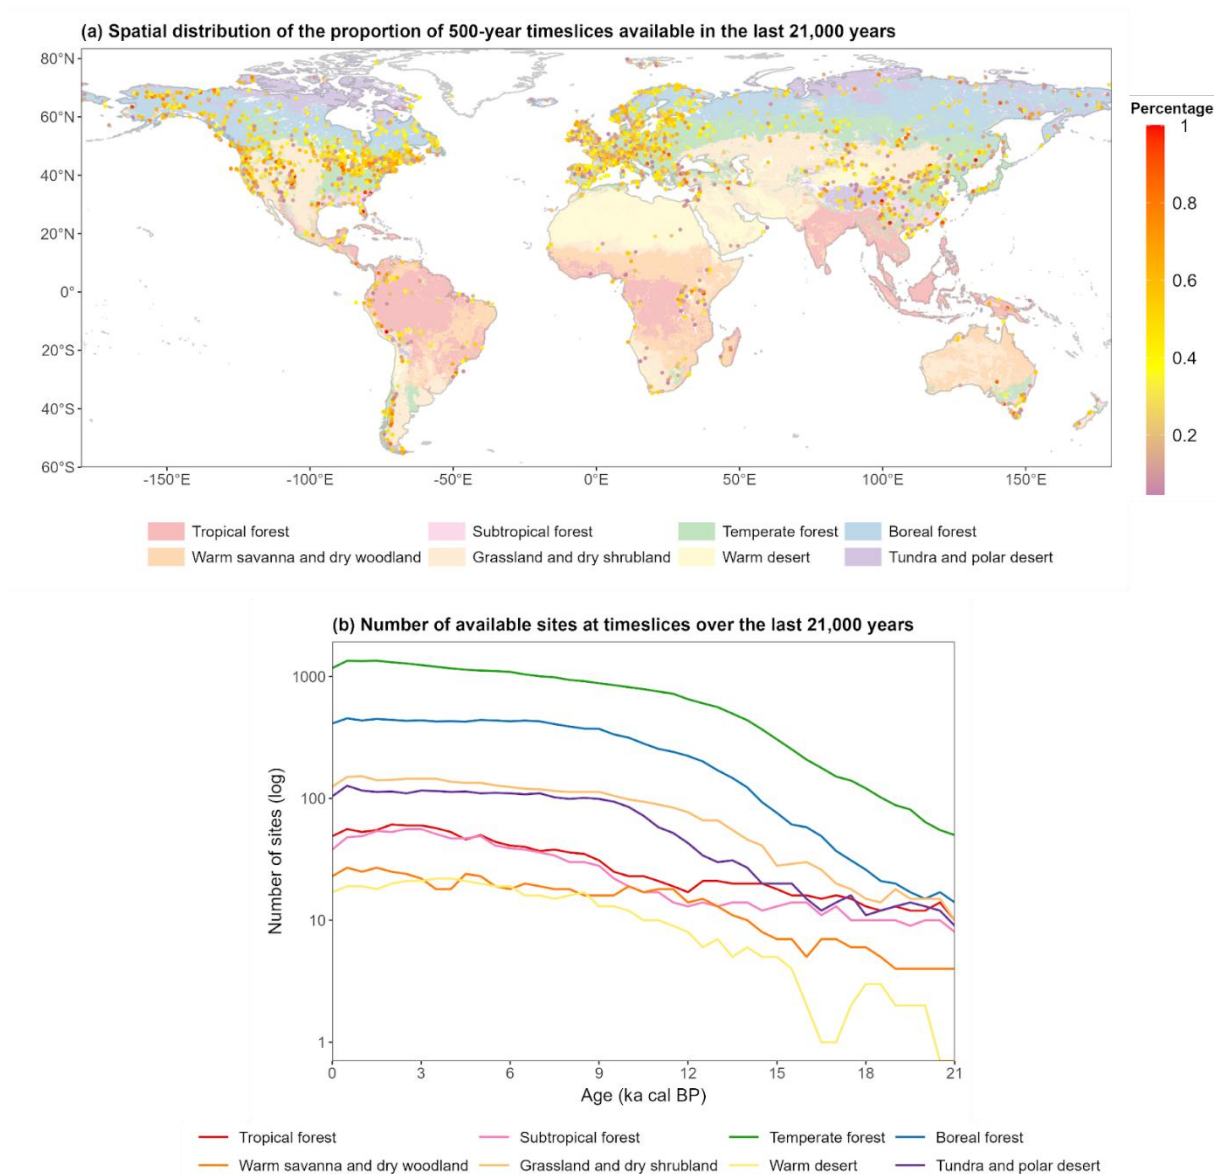 (a) Spatial distribution of the proportion of 500-year timeslices available in the last 21,000 years
80°N
60°N
40°N
20°N
0°
20°S
40°S
60°S
-150°E
-100°E
-50°E
0°E
50°E
100°E
150°E
Percentage
1
0.8
0.6
0.4
0.2
Tropical forest
Subtropical forest
Temperate forest
Boreal forest
Warm savanna and dry woodland
Grassland and dry shrubland
Warm desert
Tundra and polar desert
(b) Number of available sites at timeslices over the last 21,000 years
Number of sites (log)
1000
100
10
1
0
3
6
9
12
15
18
21
Age (ka cal BP)
Tropical forest
Subtropical forest
Temperate forest
Boreal forest
Warm savanna and dry woodland
Grassland and dry shrubland
Warm desert
Tundra and polar desert